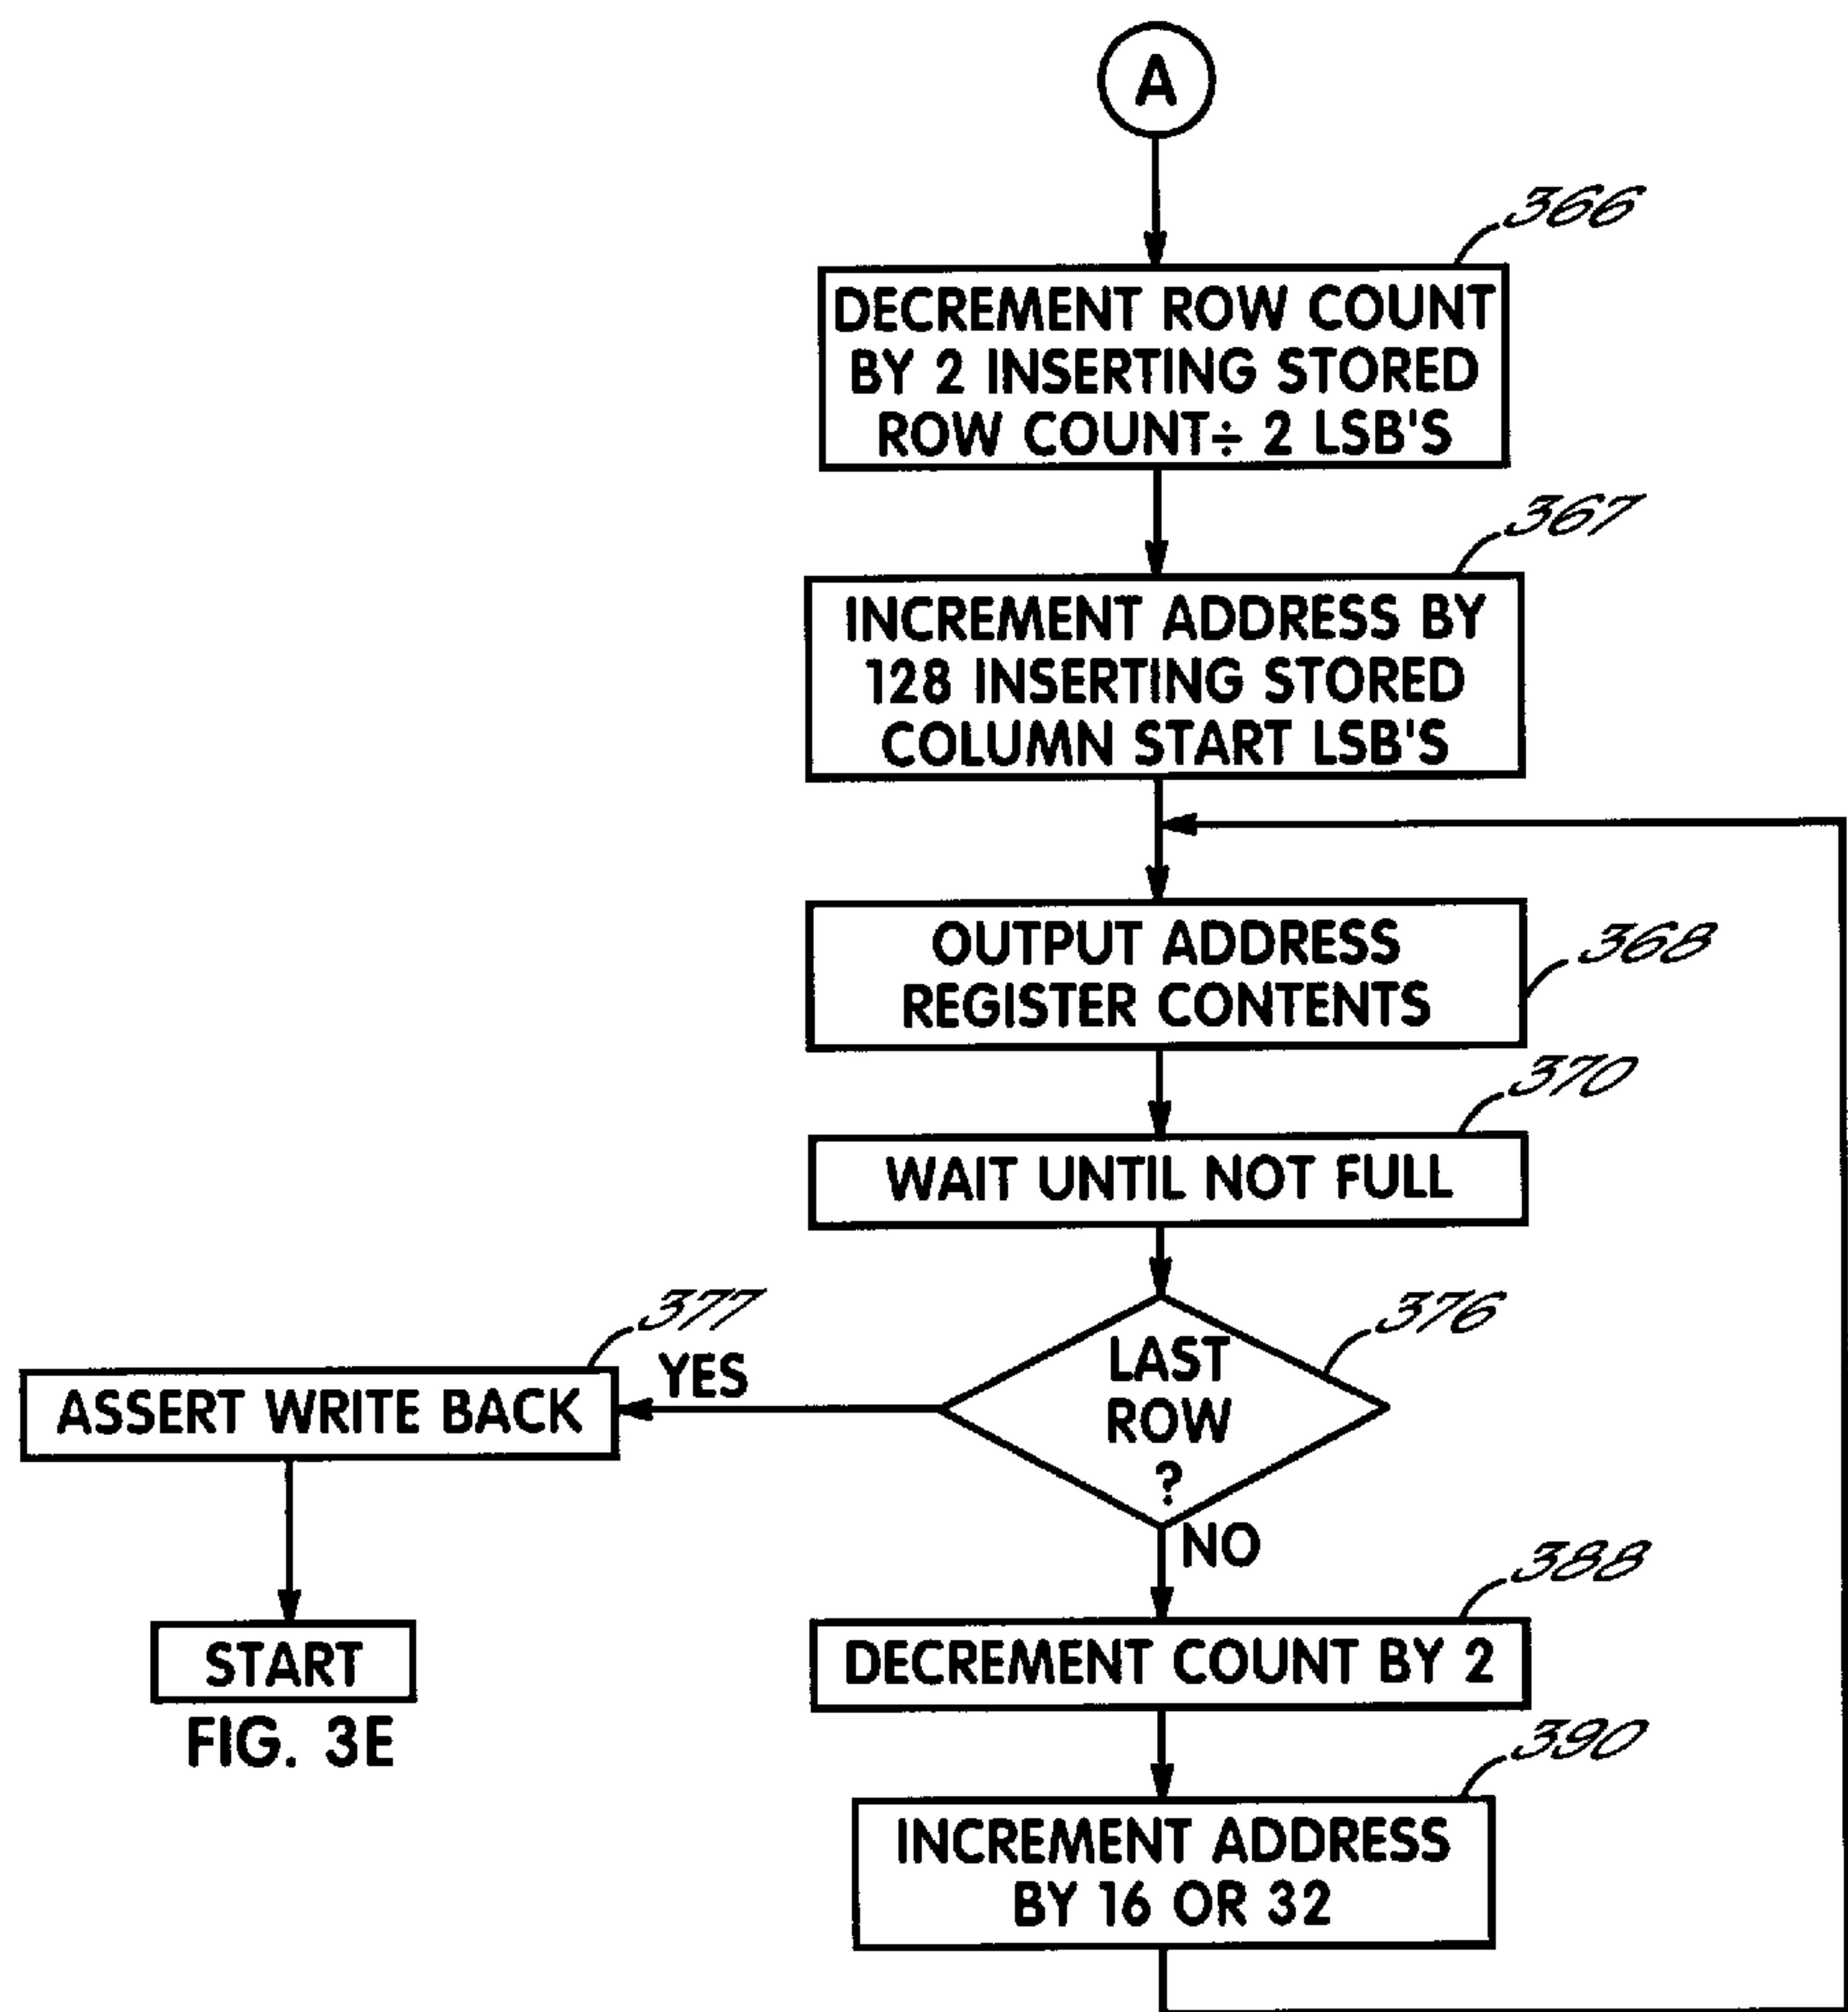 A
366
DECREMENT ROW COUNT
BY 2 INSERTING STORED
ROW COUNT÷ 2 LSB'S
367
INCREMENT ADDRESS BY
128 INSERTING STORED
COLUMN START LSB'S
OUTPUT ADDRESS
REGISTER CONTENTS
368
370
WAIT UNTIL NOT FULL
376
LAST
ROW
?
YES
377
ASSERT WRITE BACK
START
FIG. 3E
NO
388
DECREMENT COUNT BY 2
390
INCREMENT ADDRESS
BY 16 OR 32